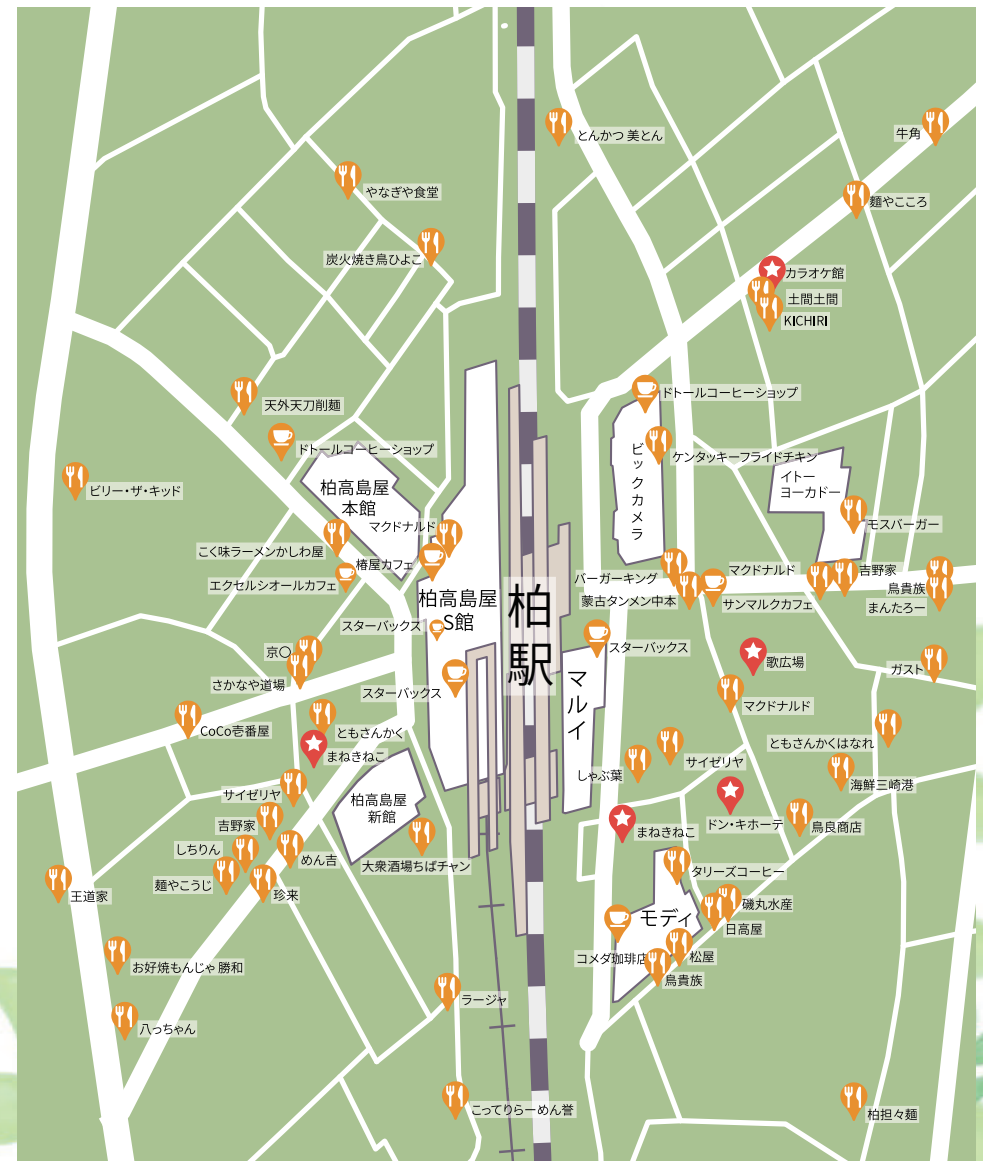 とんかつ 美とん
牛角
やなぎや食堂
麵やこころ
炭火焼き鳥ひよこ
カラオケ館
土間土間
KICHIRI
天外天刀削麺
ドトールコーヒーショップ
ドトールコーヒーショップ
ビックカメラ
ケンタッキーフライドチキン
イトー
ヨーカドー
ビリー・ザ・キッド
柏高島屋
本館
マクドナルド
モスバーガー
こく味ラーメンかしわ屋
椿屋カフェ
エクセルシオールカフェ
バーガーキング
マクドナルド
吉野家
蒙古タンメン中本
サンマルクカフェ
鳥貴族
まんたろー
柏高島屋
S館
柏駅
スターバックス
スターバックス
京〇
さかなや道場
スターバックス
マルイ
歌広場
ガスト
マクドナルド
CoCo壱番屋
ともさんかく
まねきねこ
ともさんかくはなれ
サイゼリヤ
しゃぶ葉
海鮮三崎港
サイゼリヤ
柏高島屋
新館
吉野家
ドン・キホーテ
鳥良商店
まねきねこ
しちりん
めん吉
大衆酒場ちばチャン
タリーズコーヒー
麺やこうじ
珍来
王道家
磯丸水産
モディ
日高屋
コメダ珈琲店
松屋
お好焼もんじゃ 勝和
鳥貴族
ラージャ
八っちゃん
こってりらーめん誉
柏担々麺